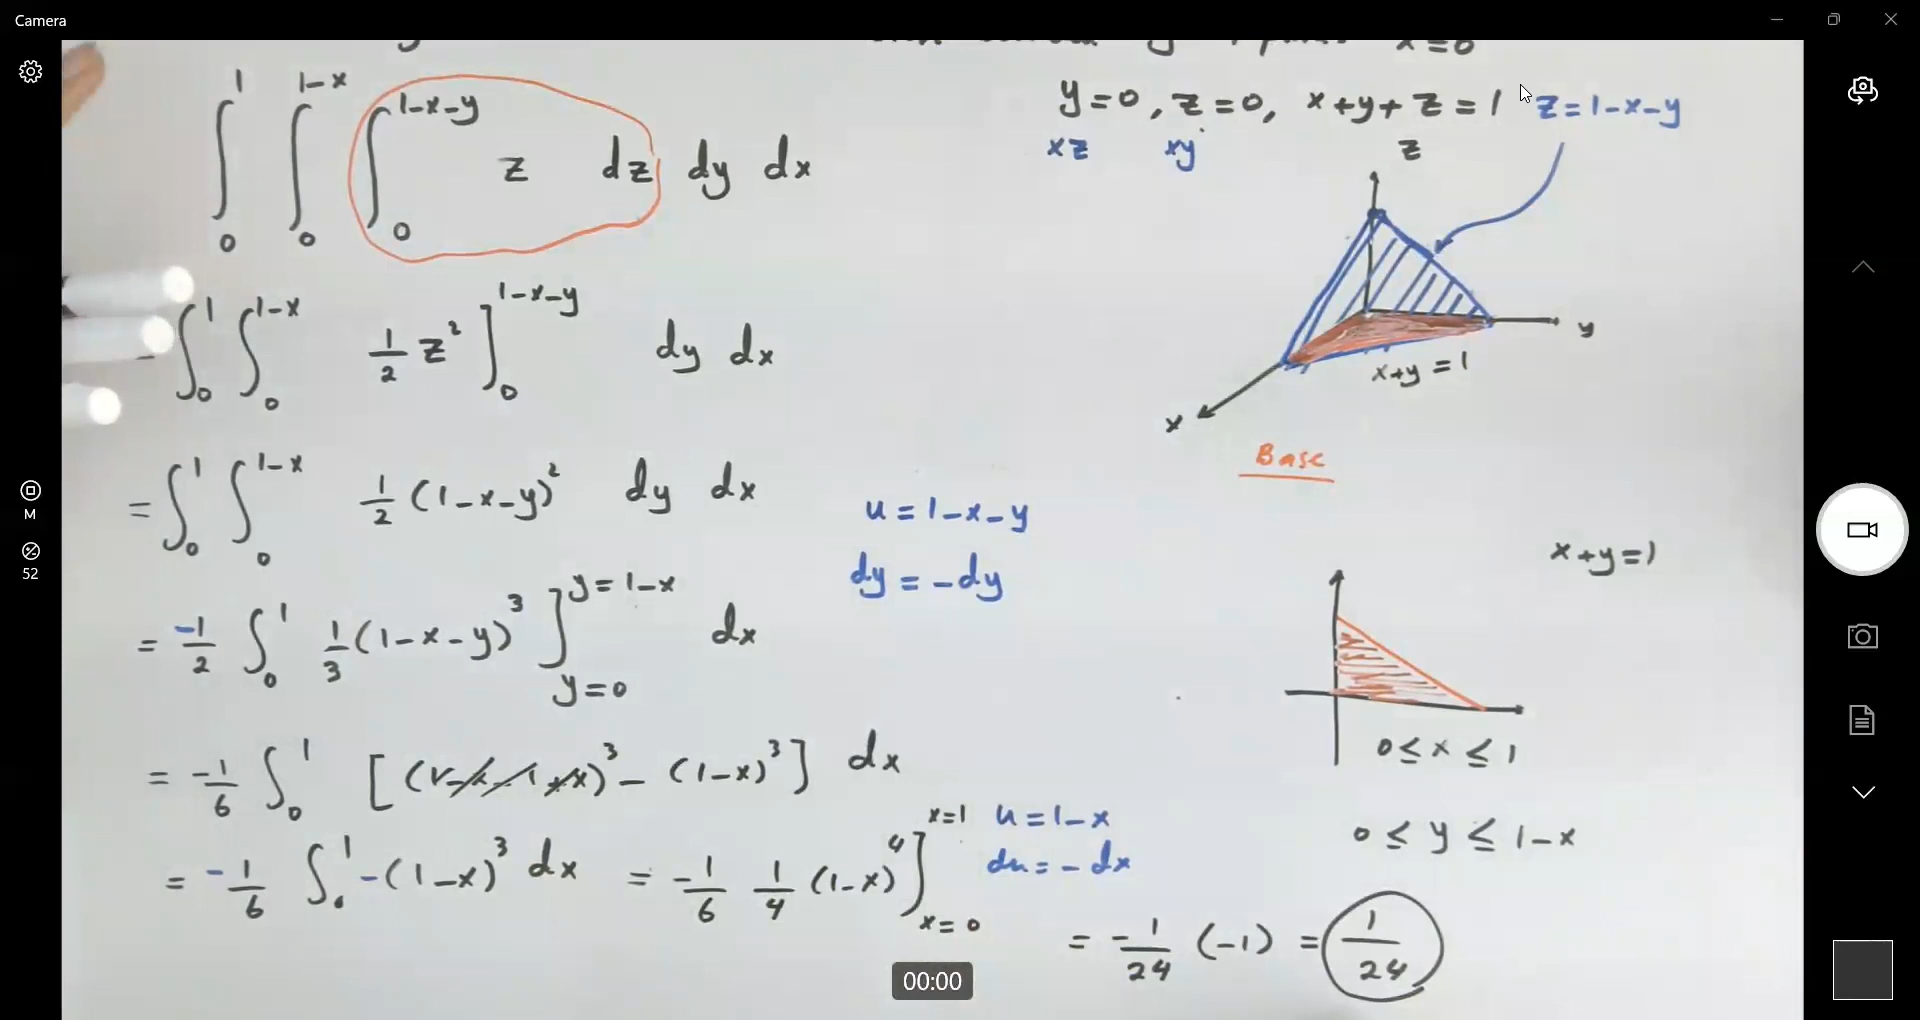 Camera
x=0
y=0, z=0, x+y+z=1 z=1-x-y
xz xy
∫₀¹ ∫₀^{1-x} ∫₀^{1-x-y} z dz dy dx
z
y
x+y=1
x
Base
∫₀¹ ∫₀^{1-x} 1/2 z² ]₀^{1-x-y} dy dx
= ∫₀¹ ∫₀^{1-x} 1/2 (1-x-y)² dy dx
u = 1-x-y
dy = -dy
= -1/2 ∫₀¹ 1/3 (1-x-y)³ ]_{y=0}^{y=1-x} dx
x+y=1
0 ≤ x ≤ 1
0 ≤ y ≤ 1-x
= -1/6 ∫₀¹ [(1-x-1+x)³ - (1-x)³] dx
= -1/6 ∫₀¹ -(1-x)³ dx = -1/6 1/4 (1-x)⁴ ]_{x=0}^{x=1}
u = 1-x
du = -dx
= -1/24 (-1) = 1/24
M
52
00:00